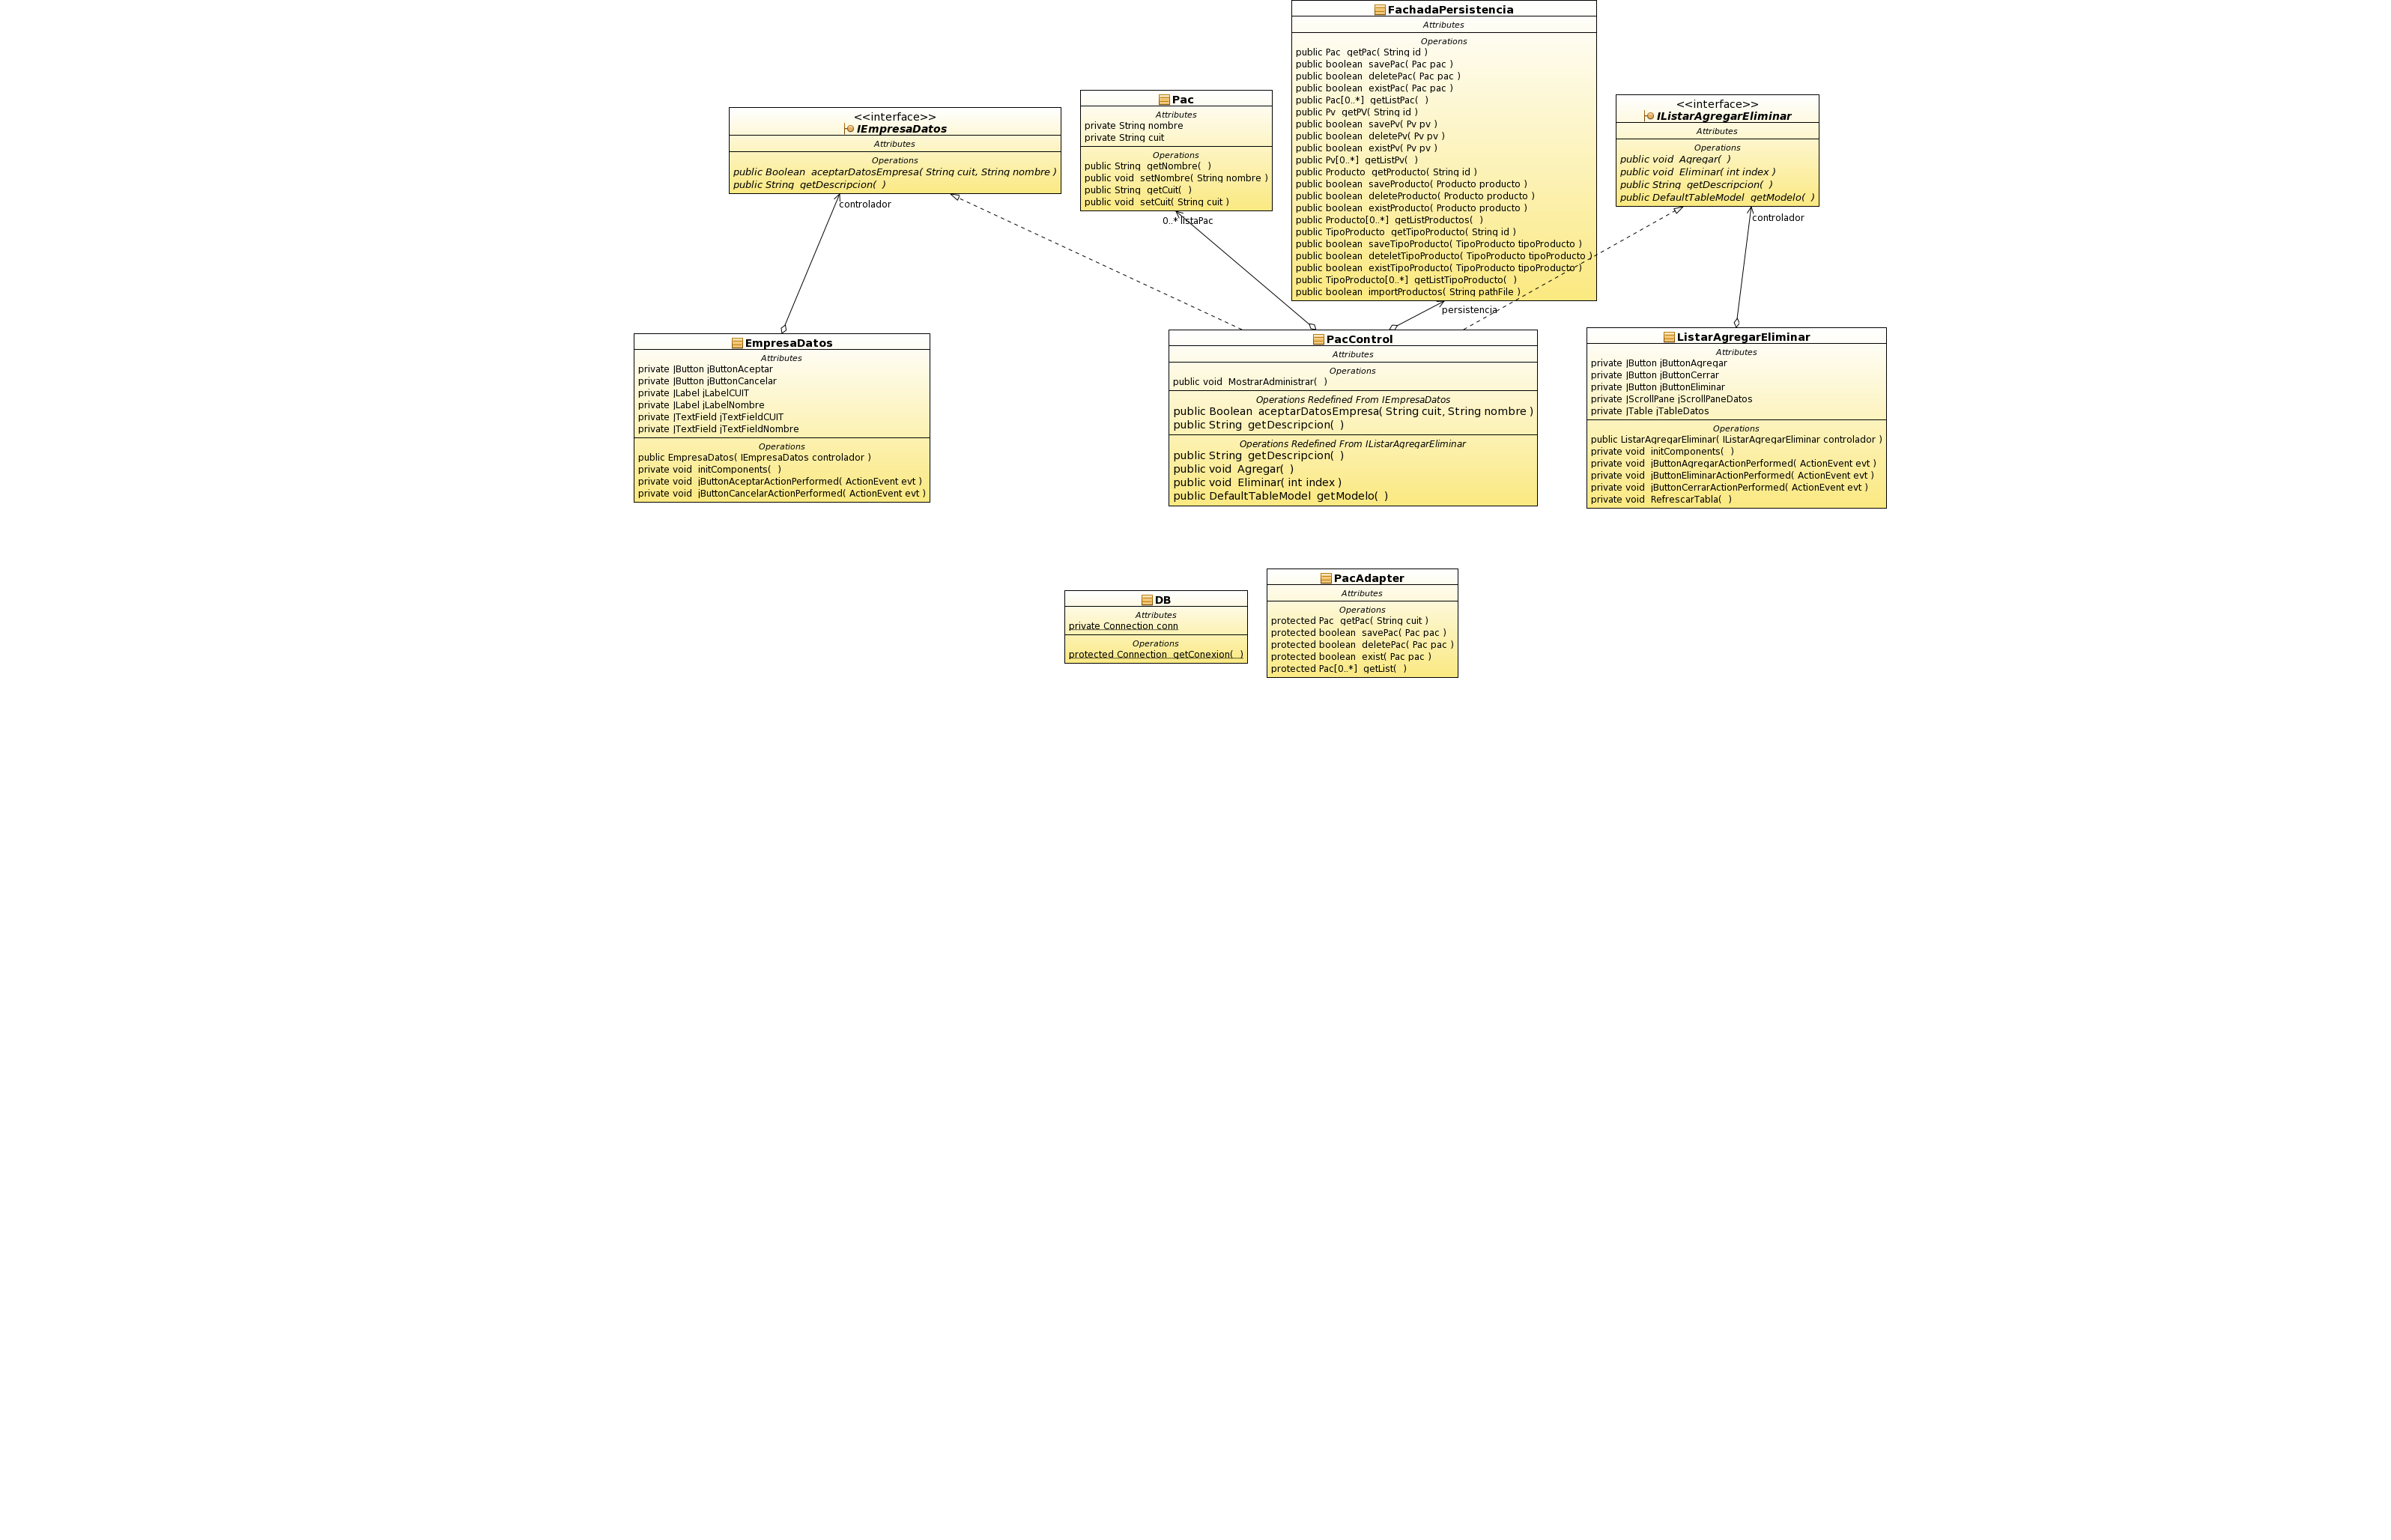 FachadaPersistencia
Attributes
Operations
public Pac getPac( String id )
public boolean savePac( Pac pac )
public boolean deletePac( Pac pac )
public boolean existPac( Pac pac )
public Pac[0..*] getListPac( )
public Pv getPV( String id )
public boolean savePv( Pv pv )
public boolean deletePv( Pv pv )
public boolean existPv( Pv pv )
public Pv[0..*] getListPv( )
public Producto getProducto( String id )
public boolean saveProducto( Producto producto )
public boolean deleteProducto( Producto producto )
public boolean existProducto( Producto producto )
public Producto[0..*] getListProductos( )
public TipoProducto getTipoProducto( String id )
public boolean saveTipoProducto( TipoProducto tipoProducto )
public boolean deteletTipoProducto( TipoProducto tipoProducto )
public boolean existTipoProducto( TipoProducto tipoProducto )
public TipoProducto[0..*] getListTipoProducto( )
public boolean importProductos( String pathFile )
<<interface>>
IEmpresaDatos
Attributes
Operations
public Boolean aceptarDatosEmpresa( String cuit, String nombre )
public String getDescripcion( )
controlador
Pac
Attributes
private String nombre
private String cuit
Operations
public String getNombre( )
public void setNombre( String nombre )
public String getCuit( )
public void setCuit( String cuit )
0..* listaPac
<<interface>>
IListarAgregarEliminar
Attributes
Operations
public void Agregar( )
public void Eliminar( int index )
public String getDescripcion( )
public DefaultTableModel getModelo( )
controlador
persistencia
EmpresaDatos
Attributes
private JButton jButtonAceptar
private JButton jButtonCancelar
private JLabel jLabelCUIT
private JLabel jLabelNombre
private JTextField jTextFieldCUIT
private JTextField jTextFieldNombre
Operations
public EmpresaDatos( IEmpresaDatos controlador )
private void initComponents( )
private void jButtonAceptarActionPerformed( ActionEvent evt )
private void jButtonCancelarActionPerformed( ActionEvent evt )
PacControl
Attributes
Operations
public void MostrarAdministrar( )
Operations Redefined From IEmpresaDatos
public Boolean aceptarDatosEmpresa( String cuit, String nombre )
public String getDescripcion( )
Operations Redefined From IListarAgregarEliminar
public String getDescripcion( )
public void Agregar( )
public void Eliminar( int index )
public DefaultTableModel getModelo( )
ListarAgregarEliminar
Attributes
private JButton jButtonAgregar
private JButton jButtonCerrar
private JButton jButtonEliminar
private JScrollPane jScrollPaneDatos
private JTable jTableDatos
Operations
public ListarAgregarEliminar( IListarAgregarEliminar controlador )
private void initComponents( )
private void jButtonAgregarActionPerformed( ActionEvent evt )
private void jButtonEliminarActionPerformed( ActionEvent evt )
private void jButtonCerrarActionPerformed( ActionEvent evt )
private void RefrescarTabla( )
DB
Attributes
private Connection conn
Operations
protected Connection getConexion( )
PacAdapter
Attributes
Operations
protected Pac getPac( String cuit )
protected boolean savePac( Pac pac )
protected boolean deletePac( Pac pac )
protected boolean exist( Pac pac )
protected Pac[0..*] getList( )